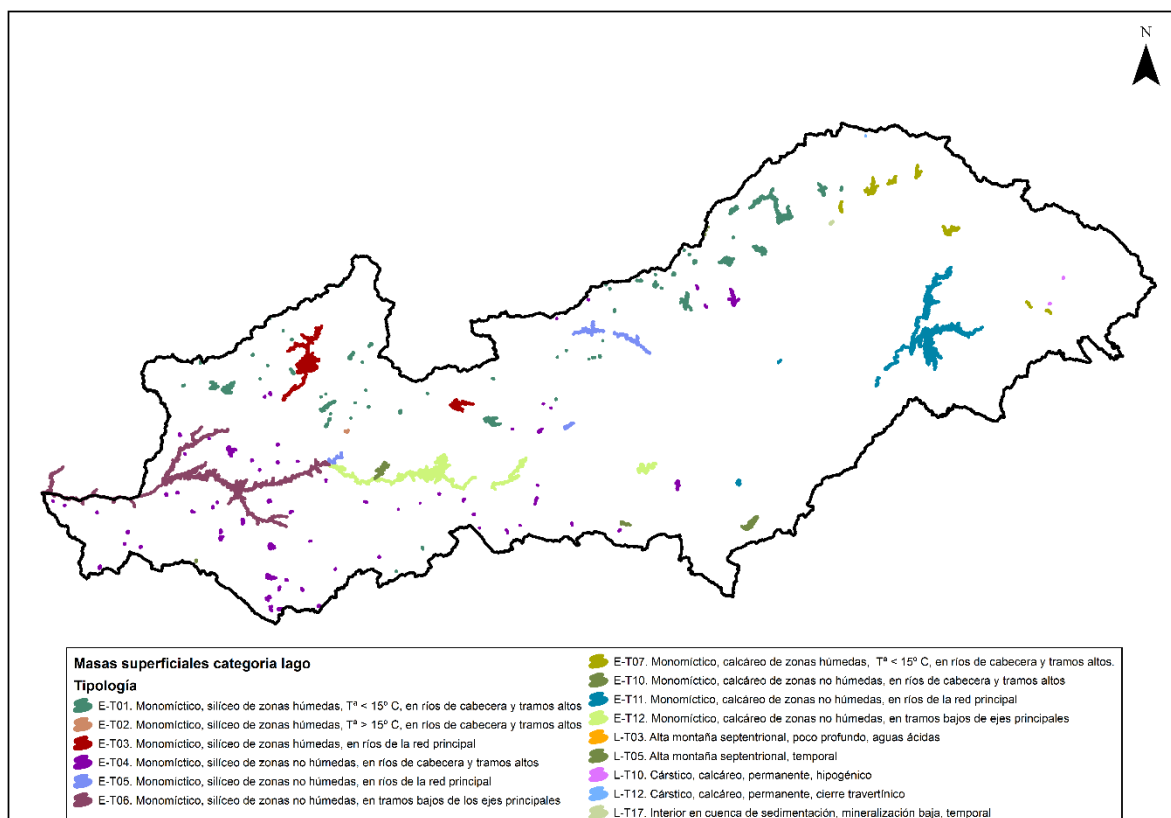 N
Masas superficiales categoria lago
Tipología
E-T01. Monomíctico, silíceo de zonas húmedas, Tª < 15º C, en ríos de cabecera y tramos altos
E-T02. Monomíctico, silíceo de zonas húmedas, Tª > 15º C, en ríos de cabecera y tramos altos
E-T03. Monomíctico, silíceo de zonas húmedas, en ríos de la red principal
E-T04. Monomíctico, silíceo de zonas no húmedas, en ríos de cabecera y tramos altos
E-T05. Monomíctico, silíceo de zonas no húmedas, en ríos de la red principal
E-T06. Monomíctico, silíceo de zonas no húmedas, en tramos bajos de los ejes principales
E-T07. Monomíctico, calcáreo de zonas húmedas, Tª < 15º C, en ríos de cabecera y tramos altos.
E-T10. Monomíctico, calcáreo de zonas no húmedas, en ríos de cabecera y tramos altos
E-T11. Monomíctico, calcáreo de zonas no húmedas, en ríos de la red principal
E-T12. Monomíctico, calcáreo de zonas no húmedas, en tramos bajos de ejes principales
L-T03. Alta montaña septentrional, poco profundo, aguas ácidas
L-T05. Alta montaña septentrional, temporal
L-T10. Cárstico, calcáreo, permanente, hipogénico
L-T12. Cárstico, calcáreo, permanente, cierre travertínico
L-T17. Interior en cuenca de sedimentación, mineralización baja, temporal